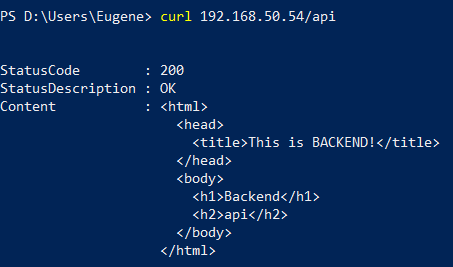 PS D:\Users\Eugene> curl 192.168.50.54/api
StatusCode : 200
StatusDescription : OK
Content : <html>
<head>
<title>This is BACKEND!</title>
</head>
<body>
<h1>Backend</h1>
<h2>api</h2>
</body>
</html>